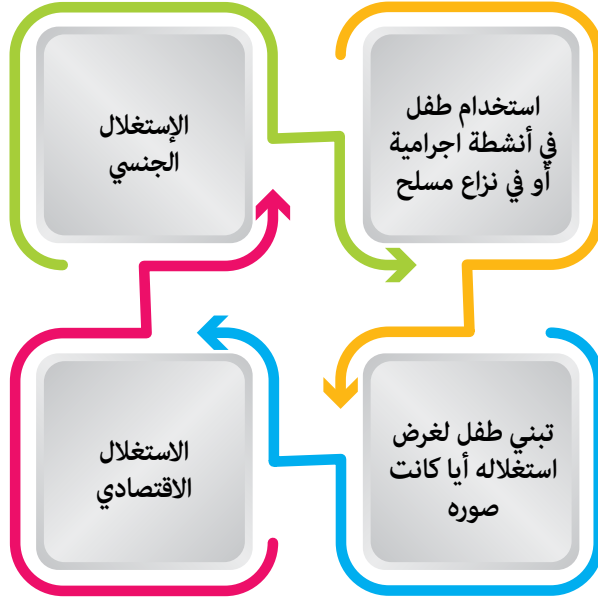 استخدام طفل
في أنشطة اجرامية
أو في نزاع مسلح
الإستغلال
الجنسي
تبني طفل لغرض
استغلاله أيا كانت
صوره
الاستغلال
الاقتصادي